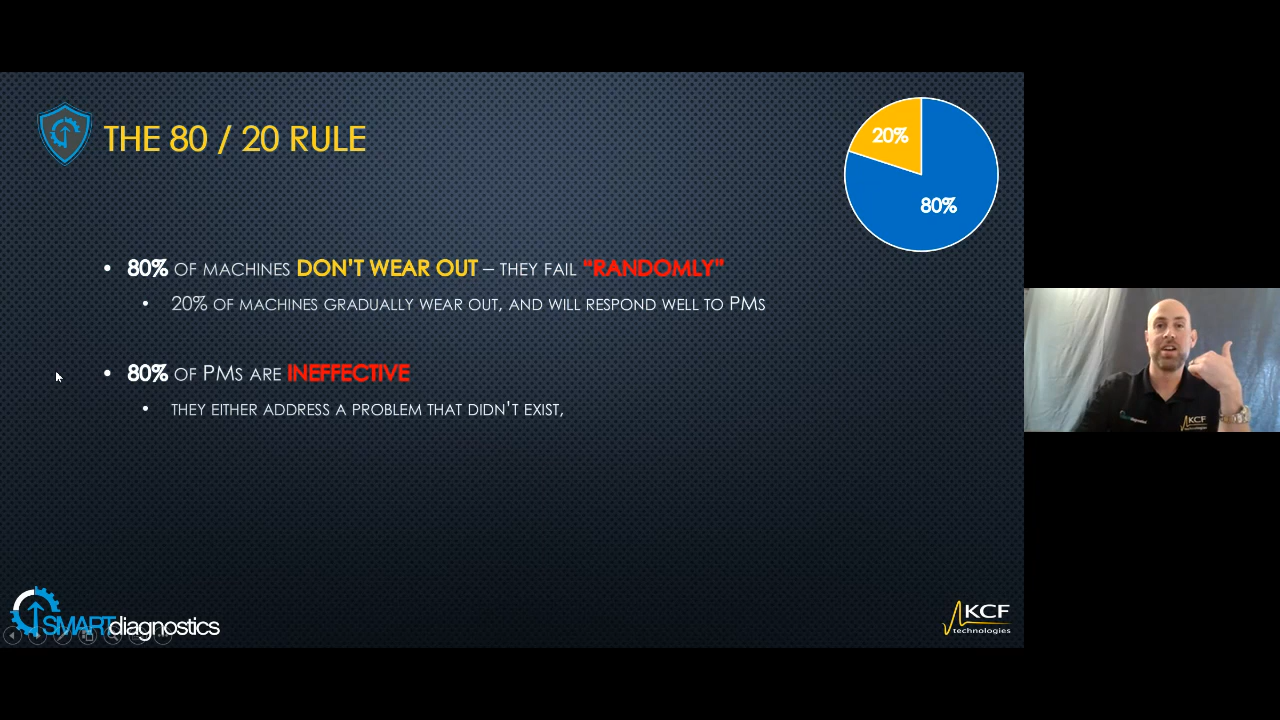 THE 80 / 20 RULE
20%
80%
80% OF MACHINES DON'T WEAR OUT – THEY FAIL “RANDOMLY”
20% OF MACHINES GRADUALLY WEAR OUT, AND WILL RESPOND WELL TO PMS
80% OF PMS ARE INEFFECTIVE
THEY EITHER ADDRESS A PROBLEM THAT DIDN'T EXIST,
KCF
technologies
SMARTdiagnostics
KCF
technologies